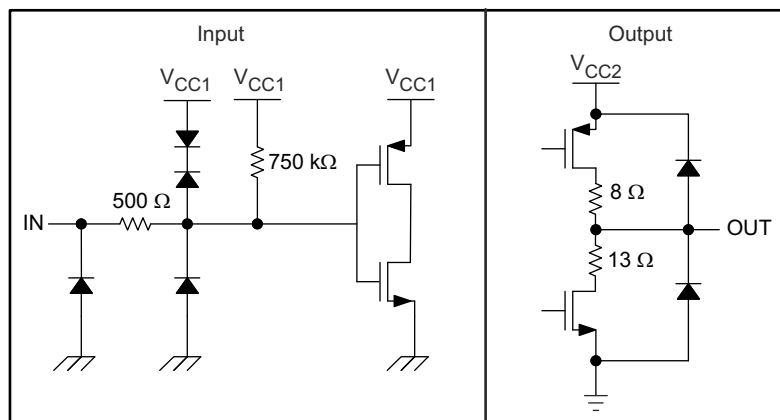 Input
Output
VCC1
VCC1
VCC1
VCC2
750 kΩ
500 Ω
IN
8 Ω
OUT
13 Ω